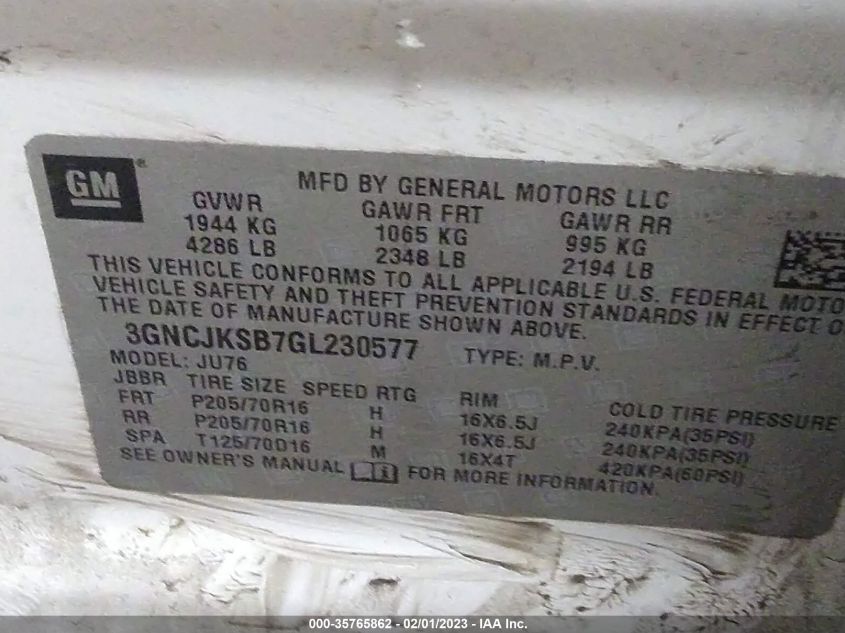 GM®
MFD BY GENERAL MOTORS LLC
GVWR GAWR FRT GAWR RR
1944 KG 1065 KG 995 KG
4286 LB 2348 LB 2194 LB
THIS VEHICLE CONFORMS TO ALL APPLICABLE U.S. FEDERAL MOTO
VEHICLE SAFETY AND THEFT PREVENTION STANDARDS IN EFFECT O
THE DATE OF MANUFACTURE SHOWN ABOVE.
3GNCJKSB7GL230577 TYPE: M.P.V.
MODEL: JU76
JBBR TIRE SIZE SPEED RTG RIM COLD TIRE PRESSURE
FRT P205/70R16 H 16X6.5J 240KPA(35PSI)
RR P205/70R16 H 16X6.5J 240KPA(35PSI)
SPA T125/70D16 M 16X4T 420KPA(60PSI)
SEE OWNER'S MANUAL FOR MORE INFORMATION.
000-35765862 - 02/01/2023 - IAA Inc.